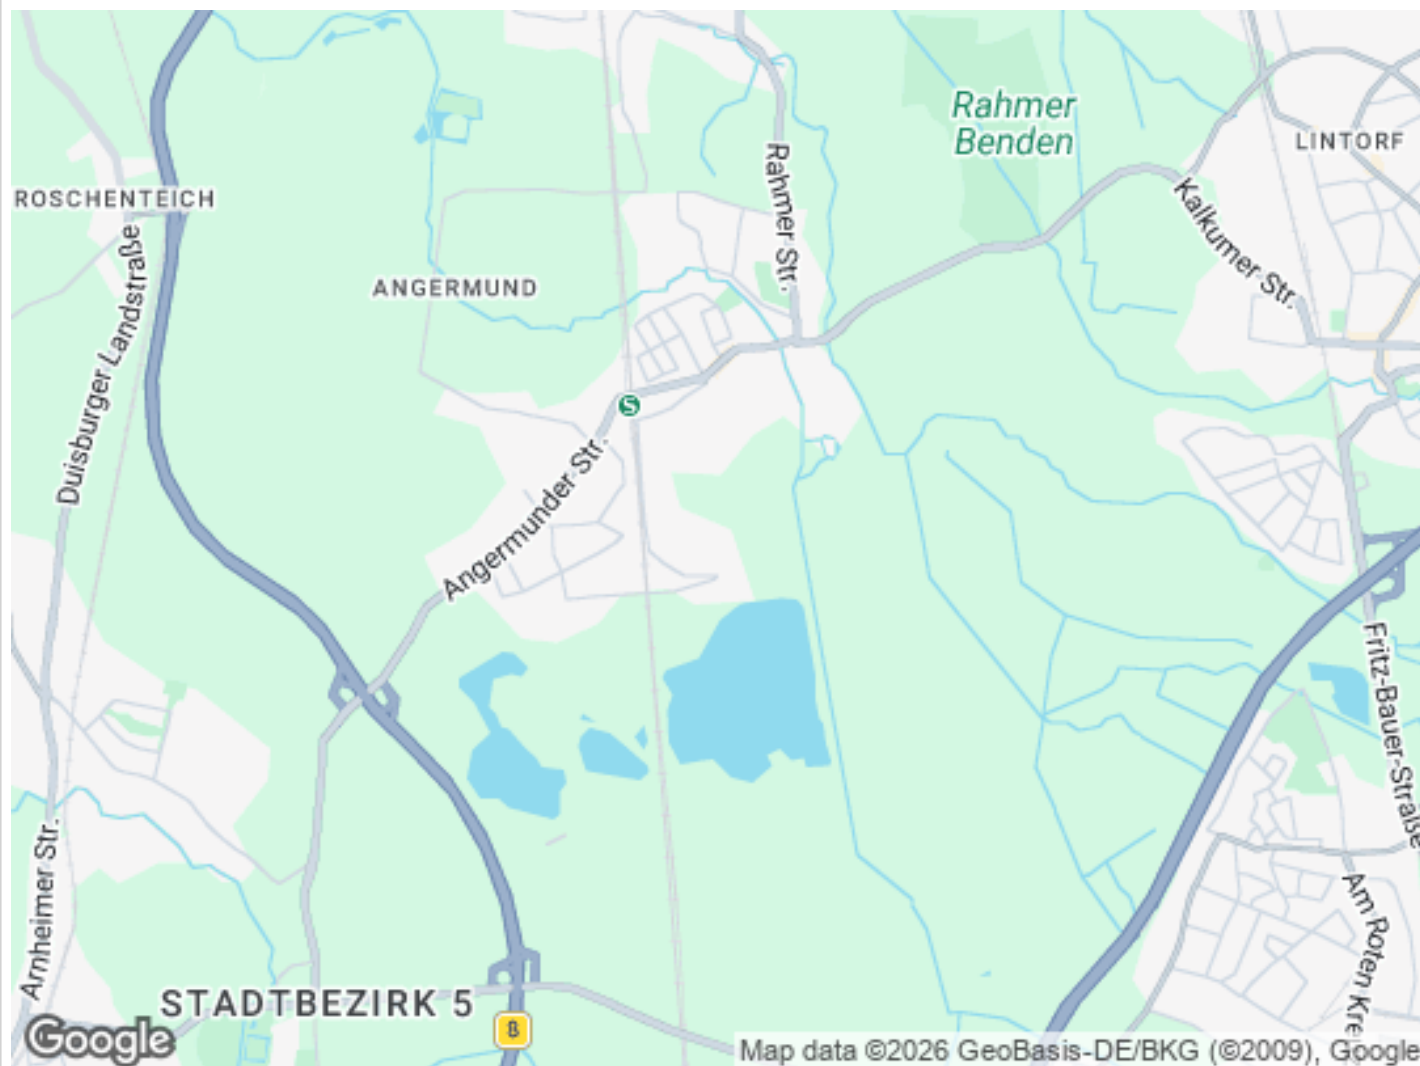 Rahmer
Benden
LINTORF
Rahmer Str.
ROSCHENTEICH
Kalkumer Str.
Duisburger Landstraße
ANGERMUND
S
Angermunder Str.
Fritz-Bauer-Straße
Arnheimer Str.
Am Roten Kre
STADTBEZIRK 5
8
Google
Map data ©2026 GeoBasis-DE/BKG (©2009), Google